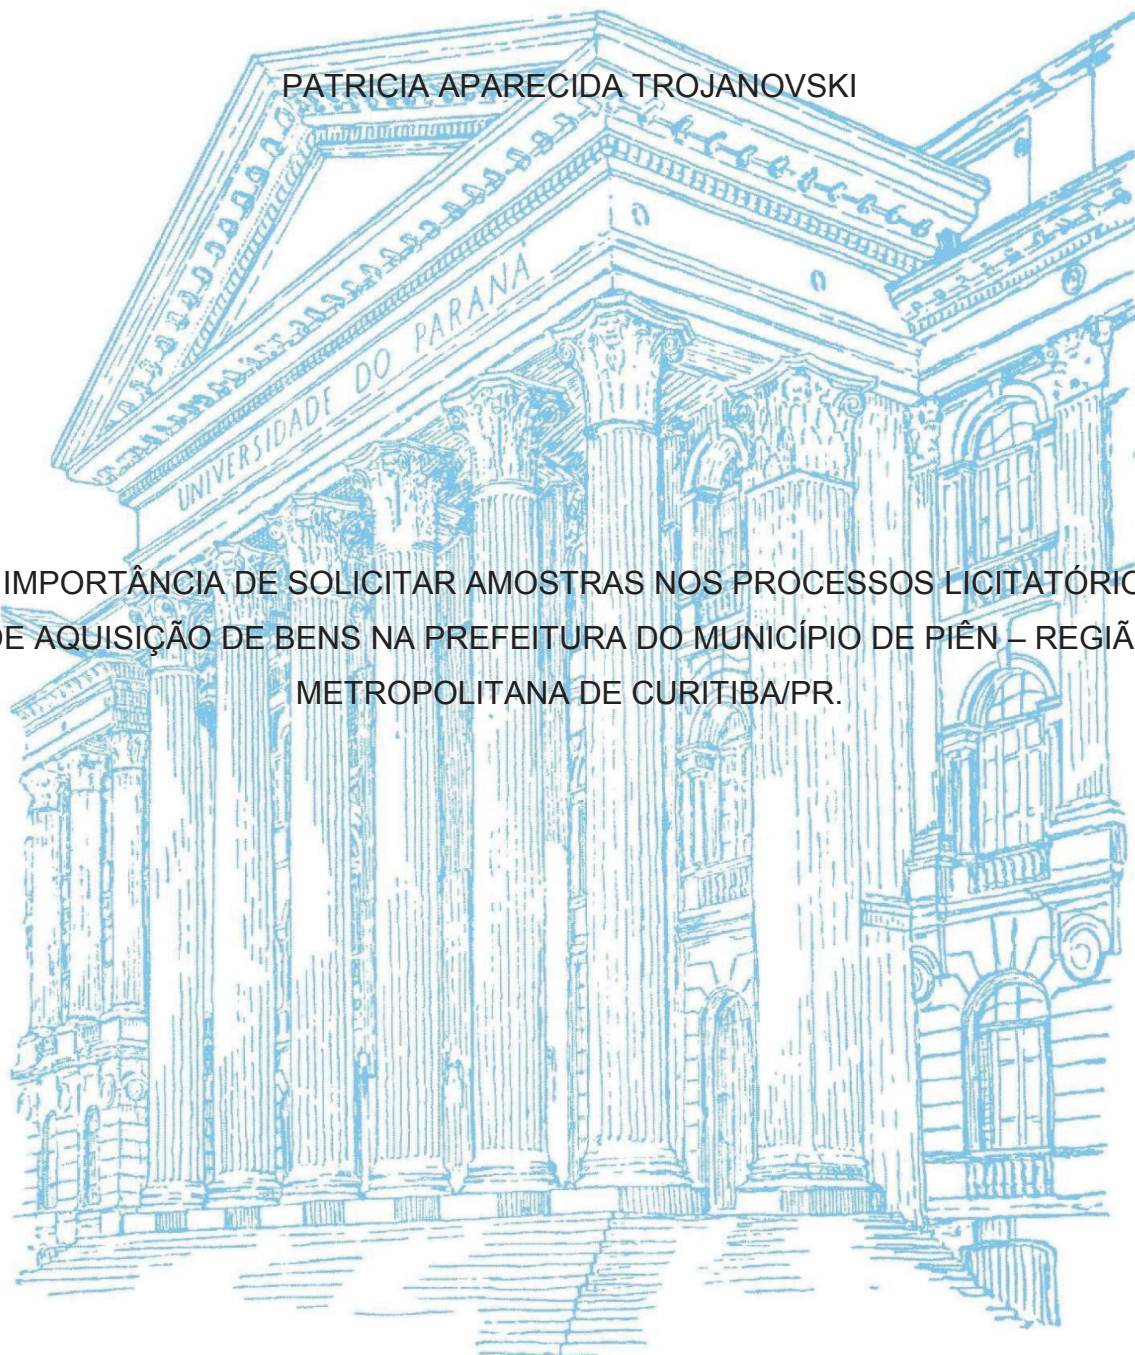 PATRICIA APARECIDA TROJANOVSKI
UNIVERSIDADE DO PARANÁ
IMPORTÂNCIA DE SOLICITAR AMOSTRAS NOS PROCESSOS LICITATÓRIO
DE AQUISIÇÃO DE BENS NA PREFEITURA DO MUNICÍPIO DE PIÊN – REGIÃ
METROPOLITANA DE CURITIBA/PR.